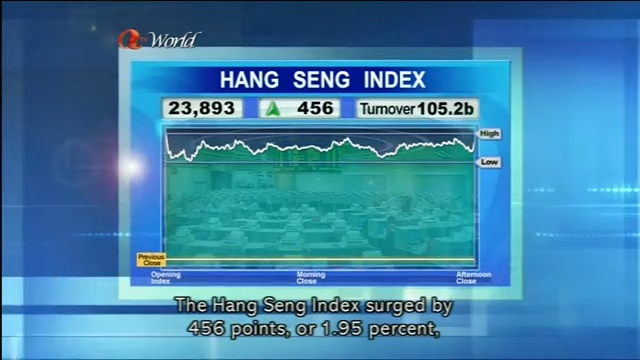 World
HANG SENG INDEX
23,893
456
Turnover 105.2b
High
Low
Previous
Close
Opening
Index
Morning
Close
Afternoon
Close
The Hang Seng Index surged by
456 points, or 1.95 percent,